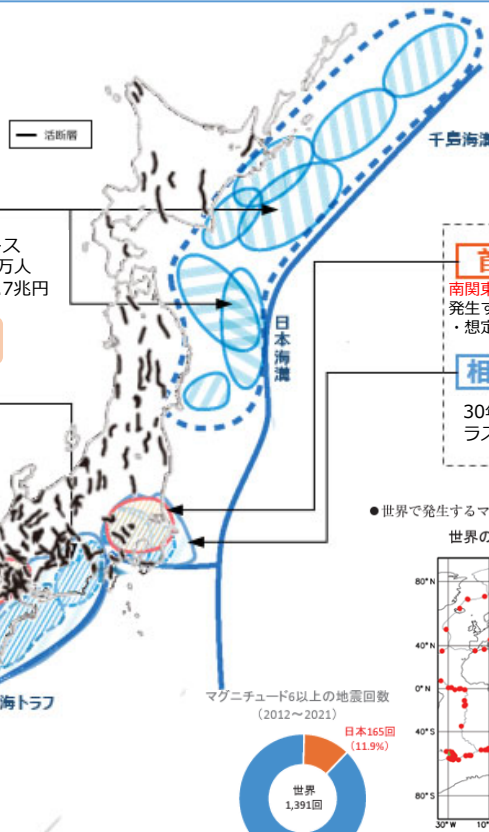 活断層
千島海溝
ース
万人
.7兆円
首
南関東
発生す
・想定
日本海溝
相
30年
ラス
●世界で発生するマ
世界の
80°N
40°N
0°N
40°S
80°S
30°W
10°
海トラフ
マグニチュード6以上の地震回数
（2012～2021）
日本165回
(11.9%)
世界
1,391回